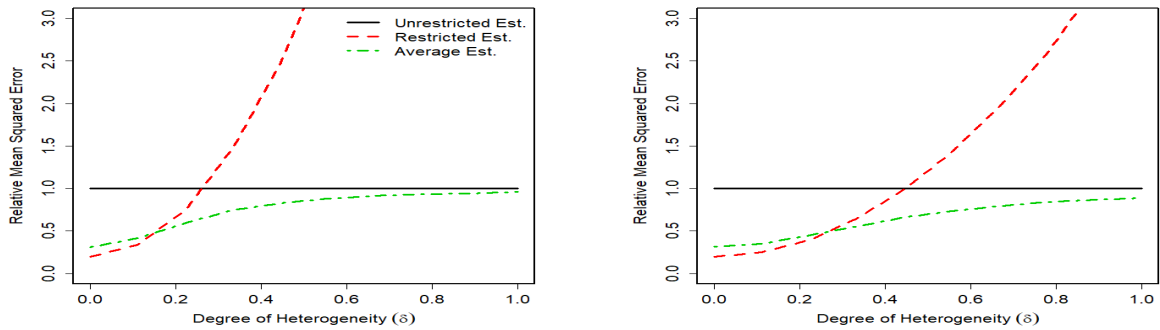 Relative Mean Squared Error
3.0
2.5
2.0
1.5
1.0
0.5
0.0
Unrestricted Est.
Restricted Est.
Average Est.
0.0 0.2 0.4 0.6 0.8 1.0
Degree of Heterogeneity (δ)
Relative Mean Squared Error
3.0
2.5
2.0
1.5
1.0
0.5
0.0
0.0 0.2 0.4 0.6 0.8 1.0
Degree of Heterogeneity (δ)